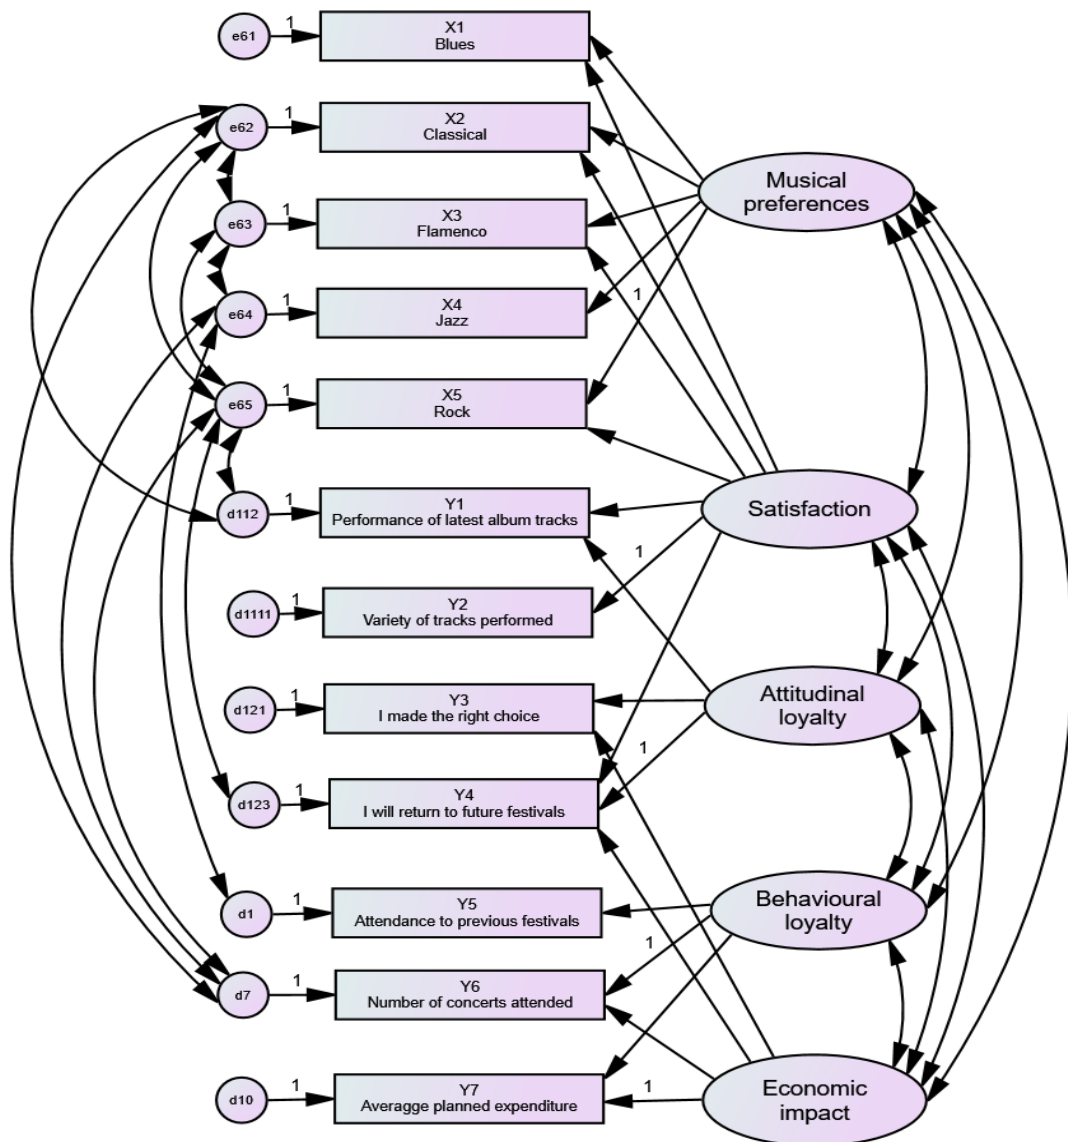 e61
1
X1
Blues
e62
1
X2
Classical
Musical
preferences
e63
1
X3
Flamenco
e64
1
X4
Jazz
1
e65
1
X5
Rock
d112
1
Y1
Performance of latest album tracks
Satisfaction
1
d1111
1
Y2
Variety of tracks performed
d121
1
Y3
I made the right choice
Attitudinal
loyalty
1
d123
1
Y4
I will return to future festivals
d1
1
Y5
Attendance to previous festivals
Behavioural
loyalty
1
d7
1
Y6
Number of concerts attended
d10
1
Y7
Averagge planned expenditure
1
Economic
impact